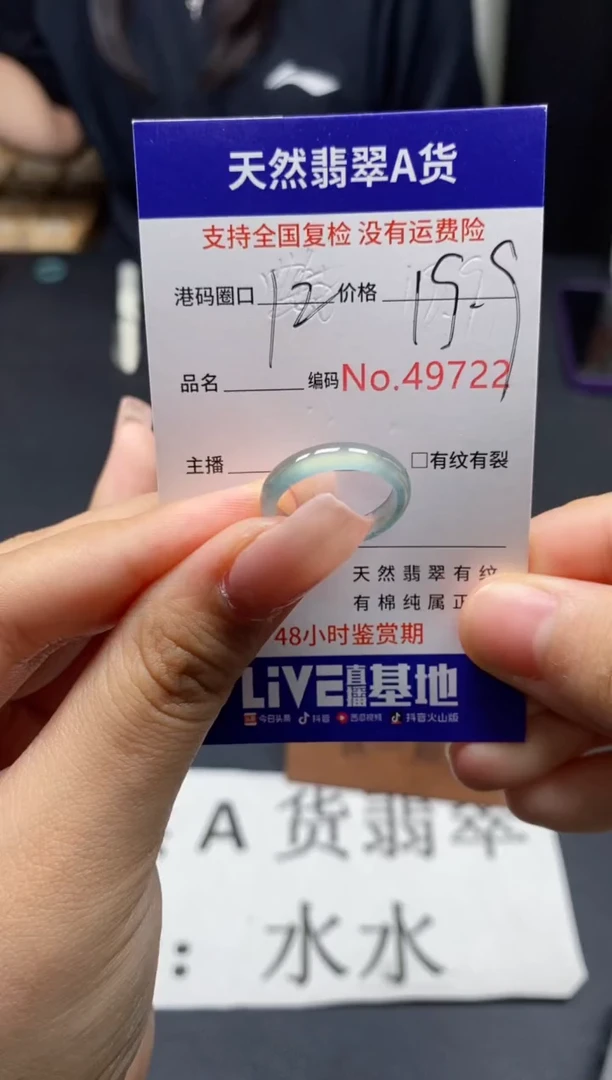 天然翡翠A货
支持全国复检 没有运费险
港码圈口 12 价格
品名 编码 No.49722
主播 □有纹有裂
天然翡翠有纹
有棉纯属正
48小时鉴赏期
LiVE直播基地
今日头条 抖音 西瓜视频 抖音火山版
A 货翡翠
：水水